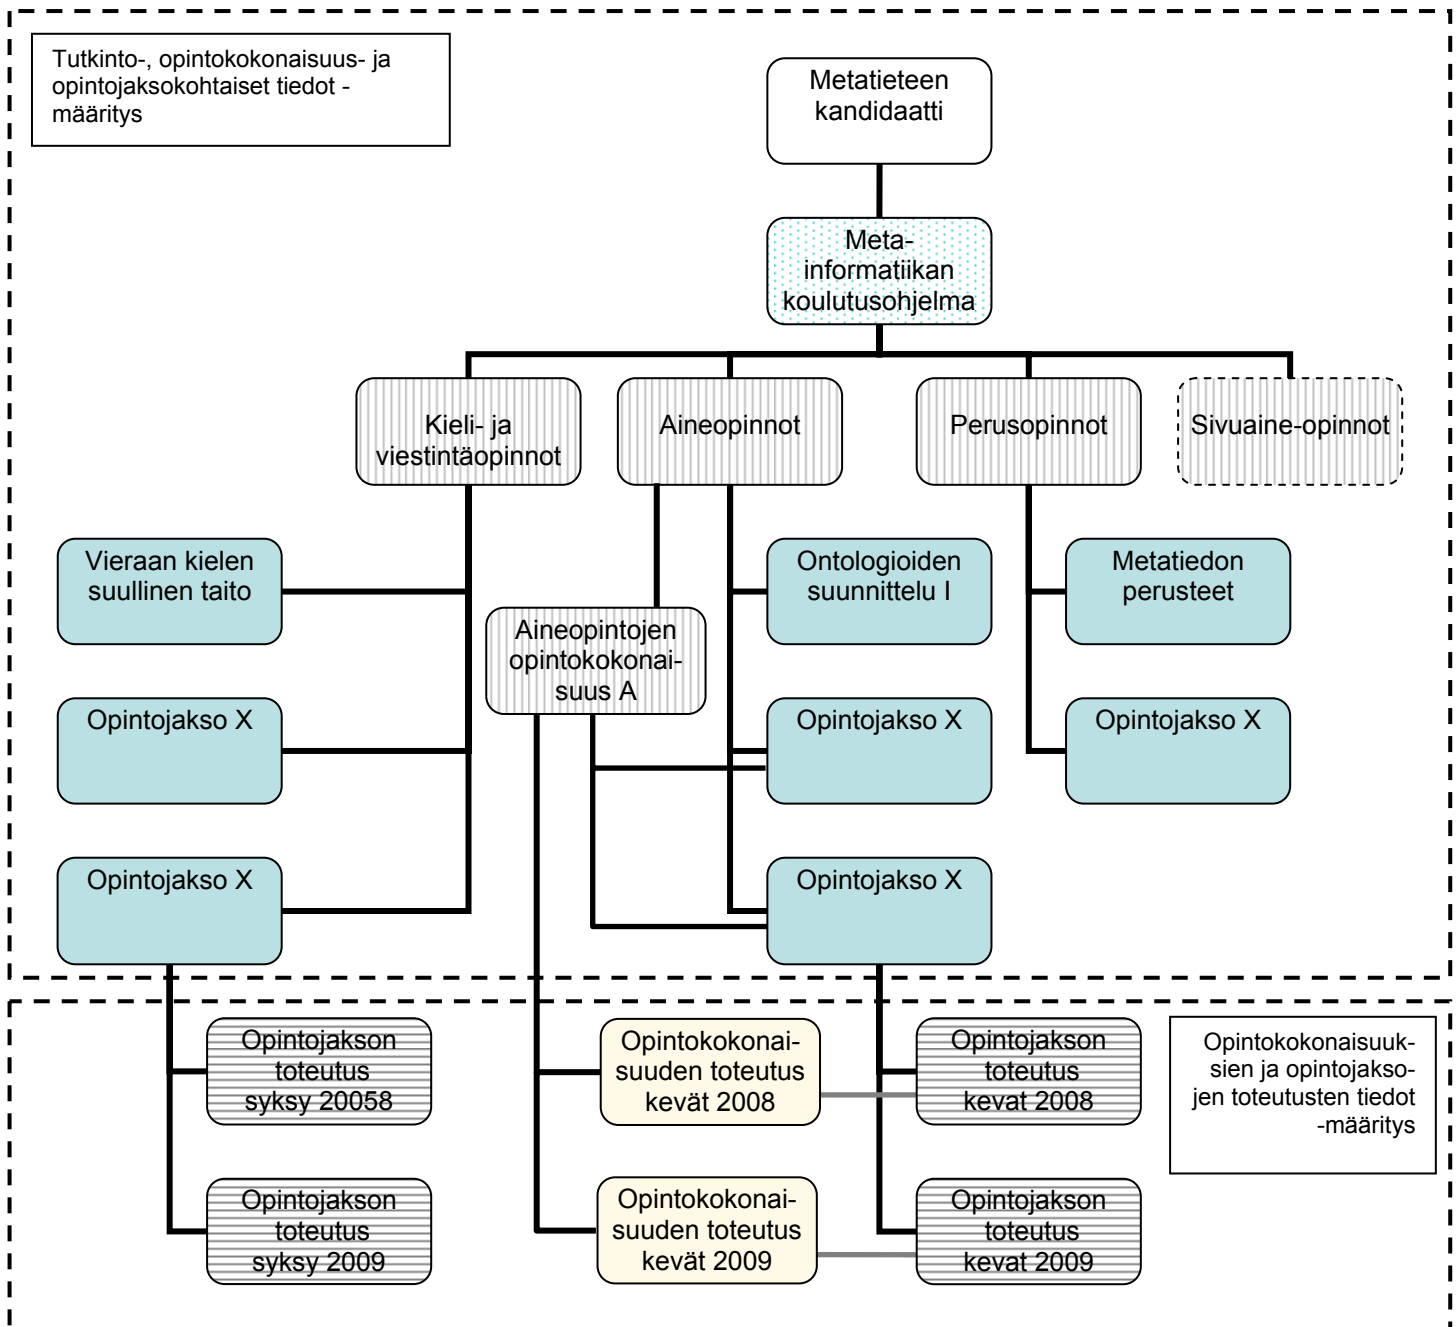 Tutkinto-, opintokokonaisuus- ja
opintojaksokohtaiset tiedot -
määritys
Metatieteen
kandidaatti
Meta-
informatiikan
koulutusohjelma
Kieli- ja
viestintäopinnot
Aineopinnot
Perusopinnot
Sivuaine-opinnot
Vieraan kielen
suullinen taito
Ontologioiden
suunnittelu I
Metatiedon
perusteet
Aineopintojen
opintokokonai-
suus A
Opintojakso X
Opintojakso X
Opintojakso X
Opintojakso X
Opintojakso X
Opintojakson
toteutus
syksy 20058
Opintokokonai-
suuden toteutus
kevät 2008
Opintojakson
toteutus
kevat 2008
Opintokokonaisuuk-
sien ja opintojakso-
jen toteutusten tiedot
-määritys
Opintojakson
toteutus
syksy 2009
Opintokokonai-
suuden toteutus
kevät 2009
Opintojakson
toteutus
kevat 2009